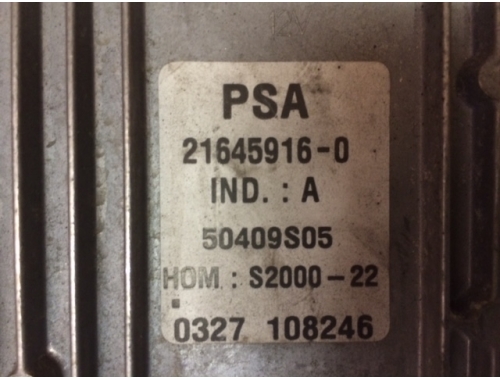 PSA
21645916-0
IND. : A
50409S05
HOM : S2000-22
0327 108246